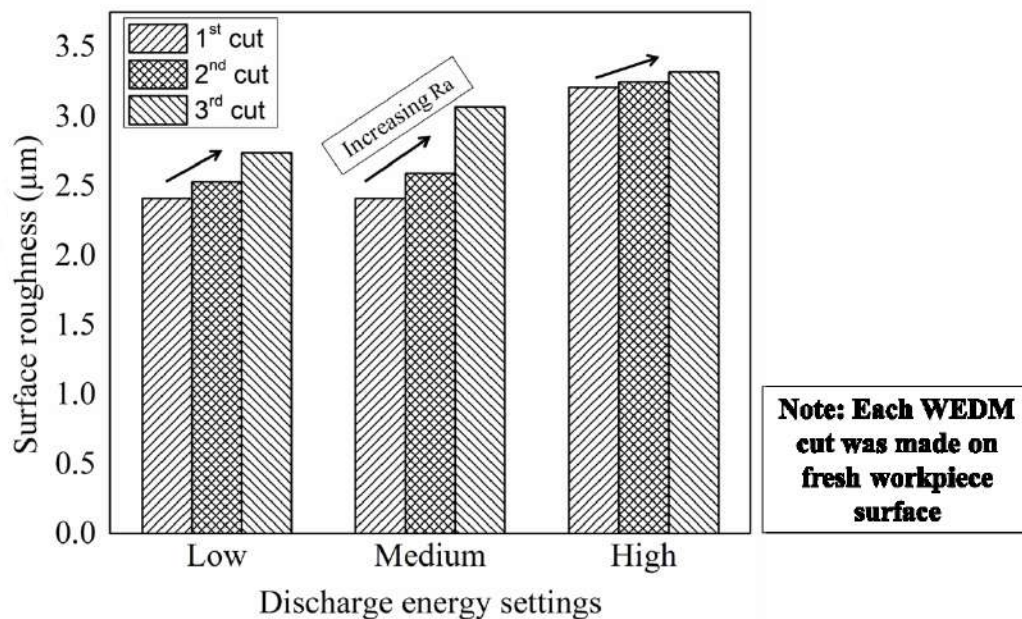 1st cut
2nd cut
3rd cut
Increasing Ra
Surface roughness (µm)
3.5
3.0
2.5
2.0
1.5
1.0
0.5
0.0
Low Medium High
Discharge energy settings
Note: Each WEDM
cut was made on
fresh workpiece
surface